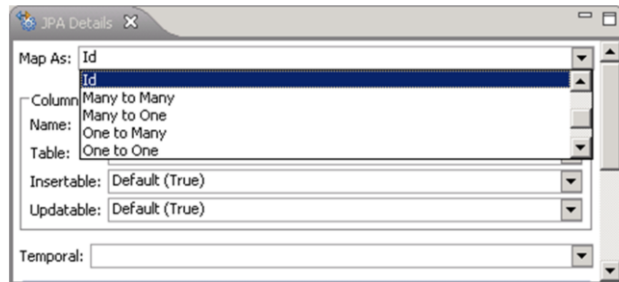 JPA Details
Map As: Id
Id
Many to Many
Column
Many to One
Name:
One to Many
Table: One to One
Insertable: Default (True)
Updatable: Default (True)
Temporal: